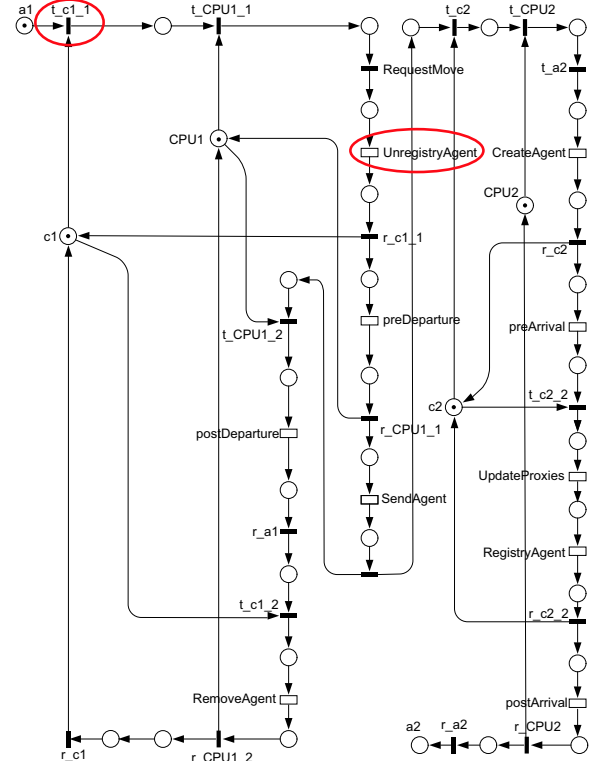 a1
t_c1_1
t_CPU1_1
t_c2
t_CPU2
RequestMove
t_a2
CPU1
UnregistryAgent
CreateAgent
CPU2
c1
r_c1_1
r_c2
preDeparture
preArrival
t_CPU1_2
t_c2_2
c2
r_CPU1_1
postDeparture
UpdateProxies
SendAgent
r_a1
RegistryAgent
t_c1_2
r_c2_2
RemoveAgent
postArrival
a2
r_a2
r_CPU2
r_c1
r_CPU1_2